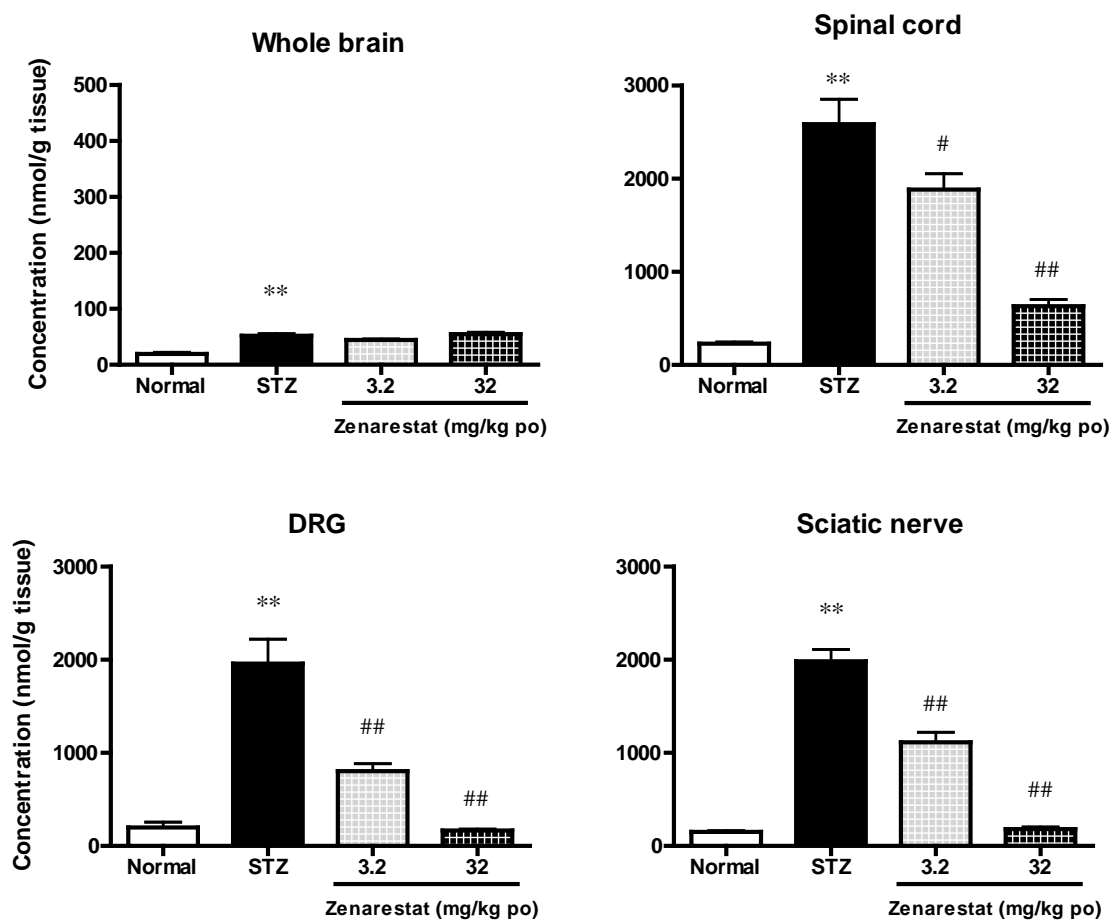 Whole brain
Concentration (nmol/g tissue)
500
400
300
200
100
0
**
Normal STZ 3.2 32
Zenarestat (mg/kg po)
Spinal cord
3000
2000
1000
0
**
#
##
Normal STZ 3.2 32
Zenarestat (mg/kg po)
DRG
Concentration (nmol/g tissue)
3000
2000
1000
0
**
##
##
Normal STZ 3.2 32
Zenarestat (mg/kg po)
Sciatic nerve
3000
2000
1000
0
**
##
##
Normal STZ 3.2 32
Zenarestat (mg/kg po)